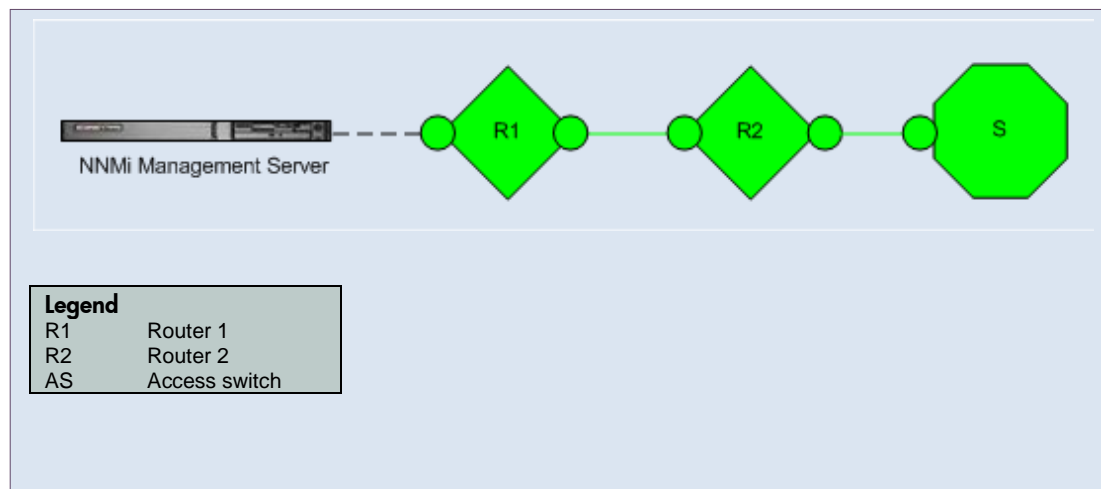 R1
R2
S
NNMi Management Server
Legend
R1 Router 1
R2 Router 2
AS Access switch